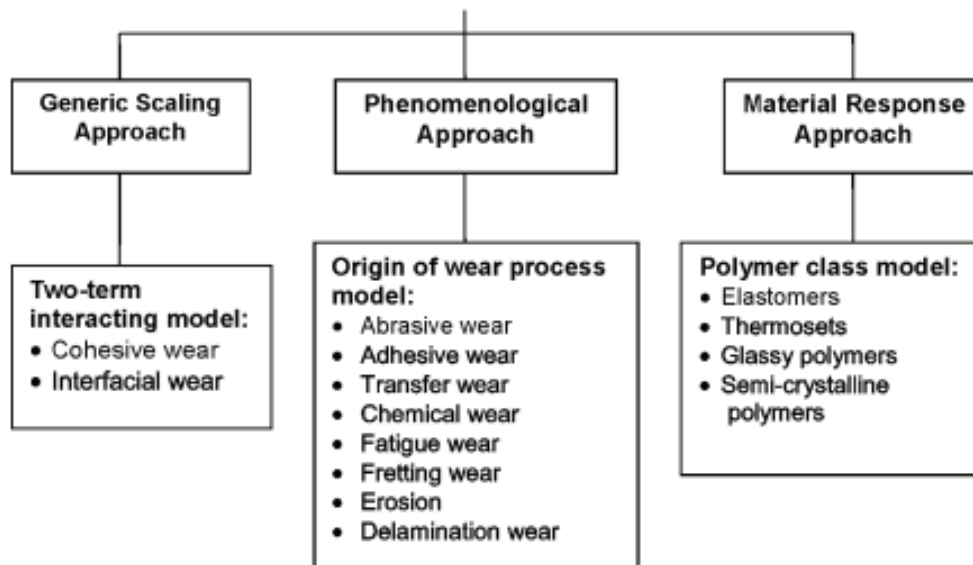 Generic Scaling
Approach
Phenomenological
Approach
Material Response
Approach
Two-term
interacting model:
• Cohesive wear
• Interfacial wear
Origin of wear process
model:
• Abrasive wear
• Adhesive wear
• Transfer wear
• Chemical wear
• Fatigue wear
• Fretting wear
• Erosion
• Delamination wear
Polymer class model:
• Elastomers
• Thermosets
• Glassy polymers
• Semi-crystalline
polymers